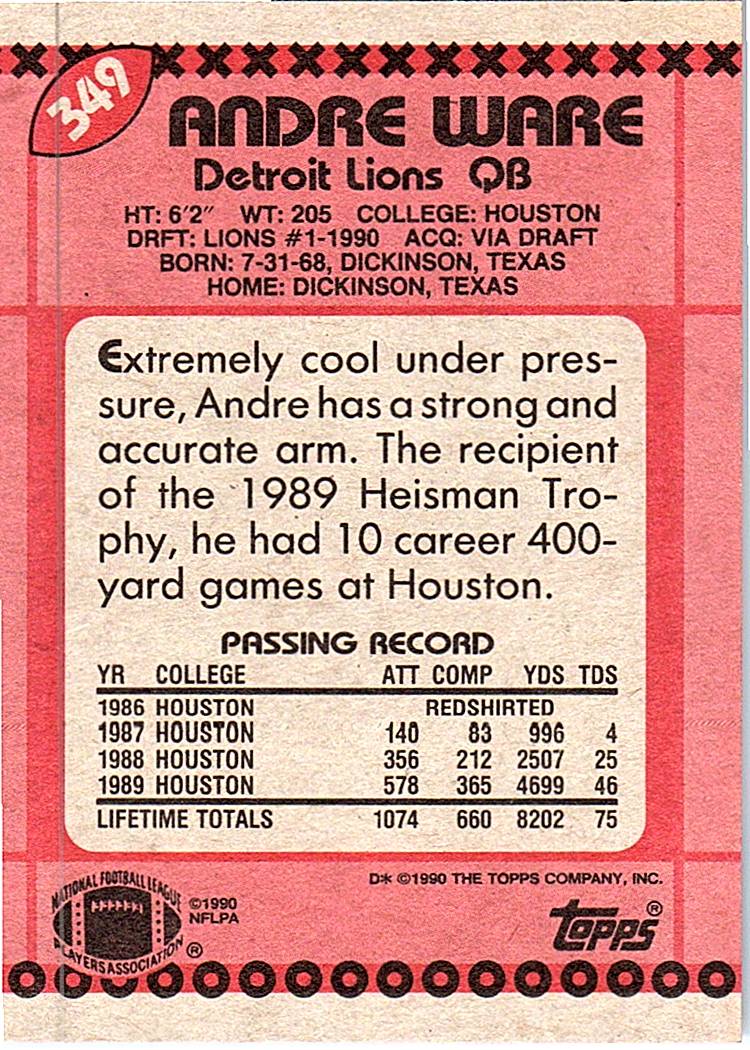 349
ANDRE WARE
Detroit Lions QB
HT: 6'2" WT: 205 COLLEGE: HOUSTON
DRFT: LIONS #1-1990 ACQ: VIA DRAFT
BORN: 7-31-68, DICKINSON, TEXAS
HOME: DICKINSON, TEXAS
Extremely cool under pres-
sure, Andre has a strong and
accurate arm. The recipient
of the 1989 Heisman Tro-
phy, he had 10 career 400-
yard games at Houston.
PASSING RECORD
YR COLLEGE ATT COMP YDS TDS
1986 HOUSTON REDSHIRTED
1987 HOUSTON 140 83 996 4
1988 HOUSTON 356 212 2507 25
1989 HOUSTON 578 365 4699 46
LIFETIME TOTALS 1074 660 8202 75
D* ©1990 THE TOPPS COMPANY, INC.
NATIONAL FOOTBALL LEAGUE
PLAYERS ASSOCIATION ®
©1990
NFLPA
Topps ®